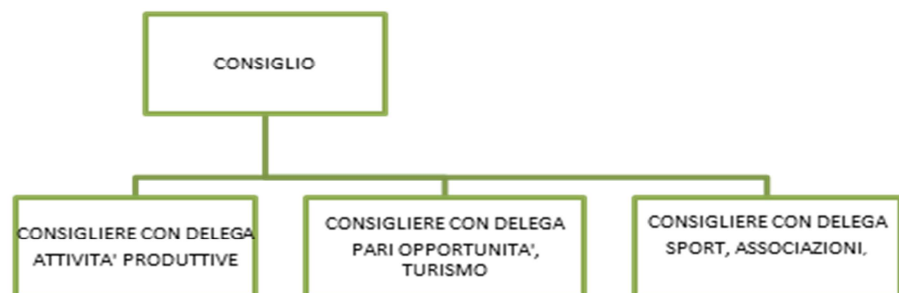 CONSIGLIO
CONSIGLIERE CON DELEGA
ATTIVITA' PRODUTTIVE
CONSIGLIERE CON DELEGA
PARI OPPORTUNITA',
TURISMO
CONSIGLIERE CON DELEGA
SPORT, ASSOCIAZIONI.